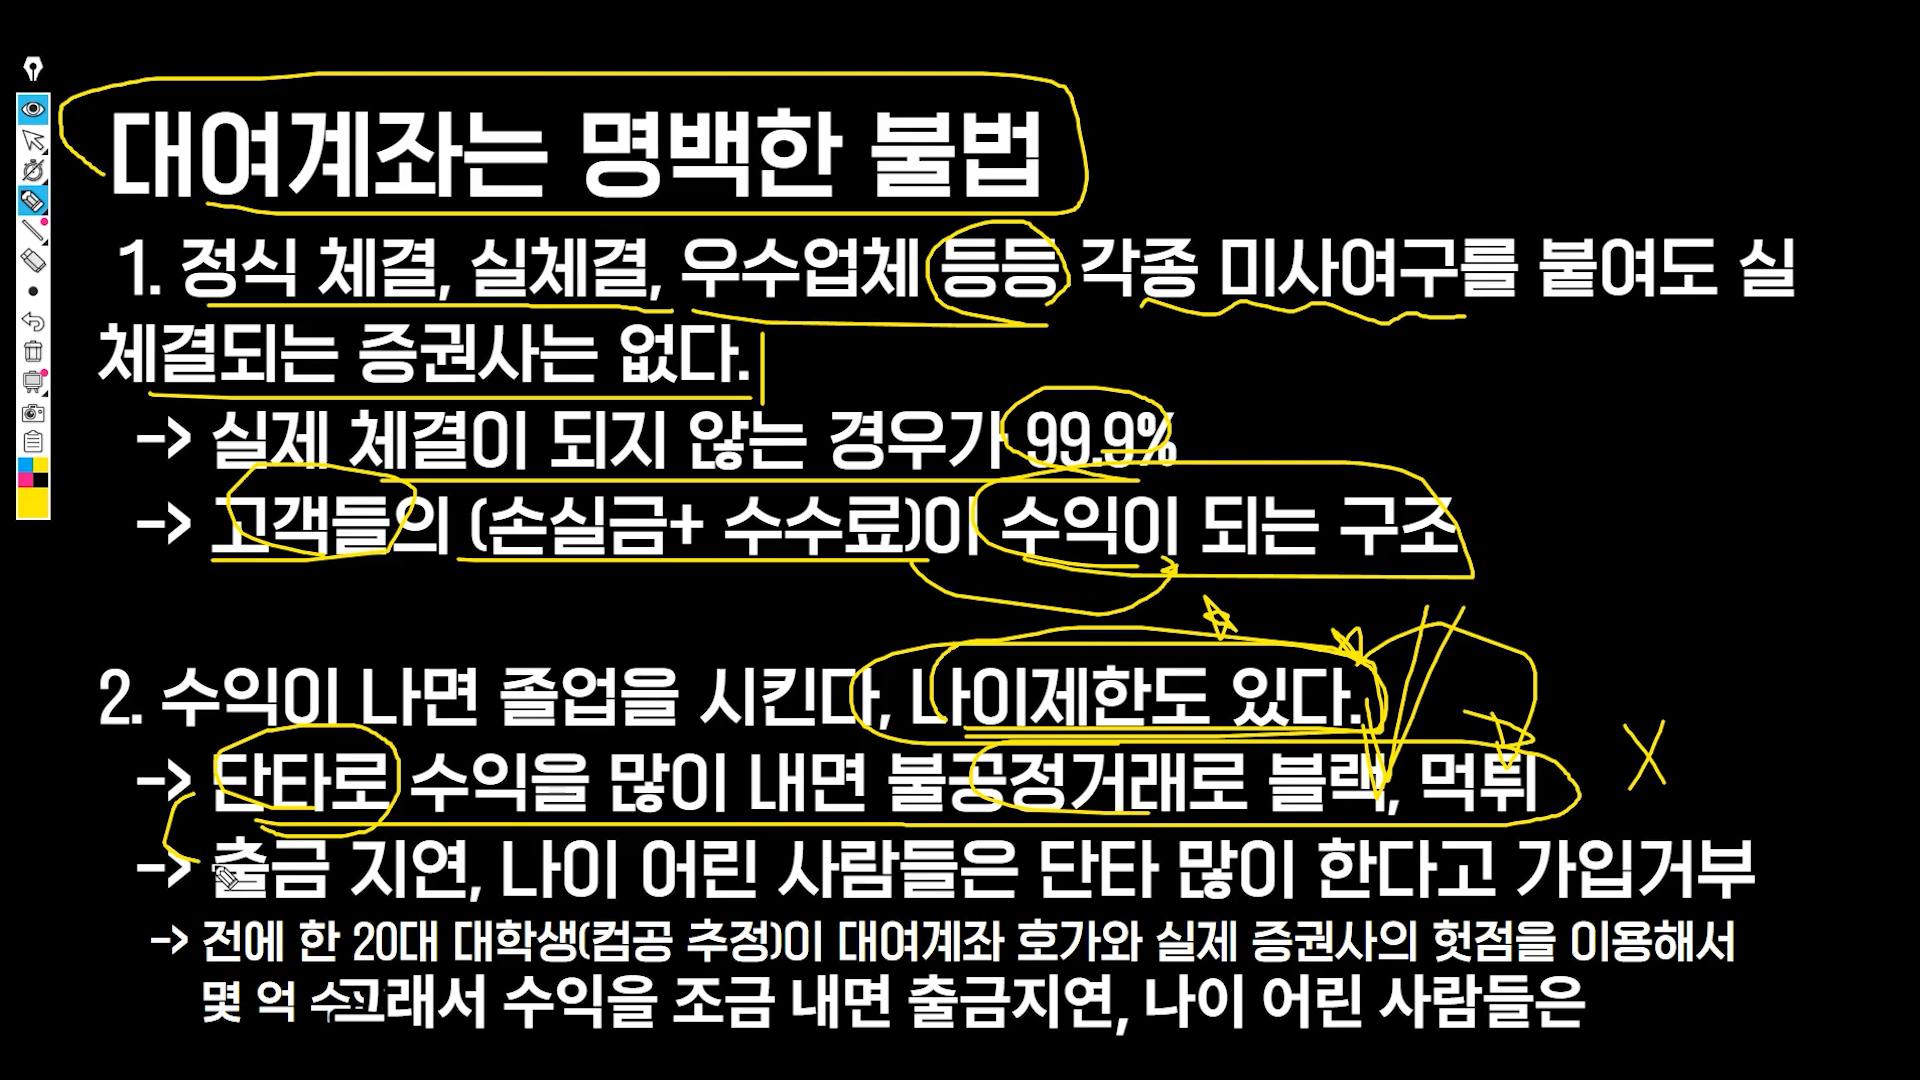 대여계좌는 명백한 불법
1. 정식 체결, 실체결, 우수업체 등등 각종 미사여구를 붙여도 실
체결되는 증권사는 없다.
-> 실제 체결이 되지 않는 경우가 99.9%
-> 고객들의 (손실금+ 수수료)이 수익이 되는 구조
2. 수익이 나면 졸업을 시킨다, 나이제한도 있다.
-> 단타로 수익을 많이 내면 불공정거래로 블랙, 먹튀
-> 출금 지연, 나이 어린 사람들은 단타 많이 한다고 가입거부
-> 전에 한 20대 대학생(컴공 추정)이 대여계좌 호가와 실제 증권사의 헛점을 이용해서
몇 억
그래서 수익을 조금 내면 출금지연, 나이 어린 사람들은